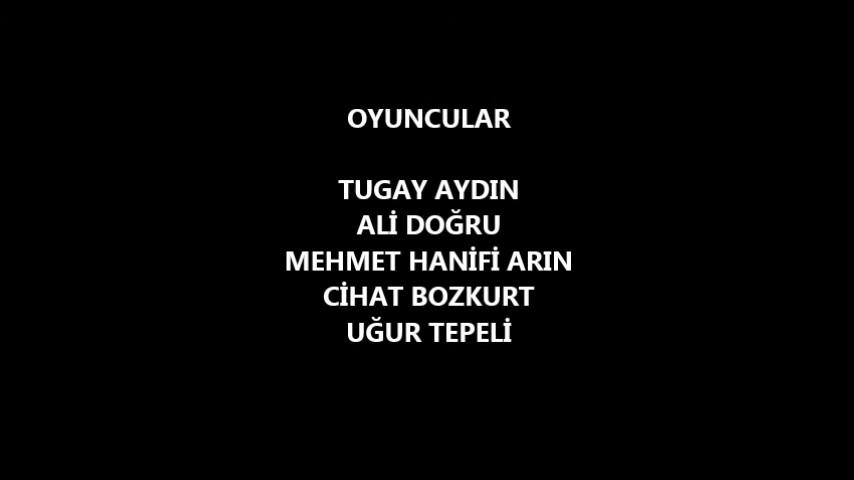 OYUNCULAR
TUGAY AYDIN
ALİ DOĞRU
MEHMET HANİFİ ARIN
CİHAT BOZKURT
UĞUR TEPELİ